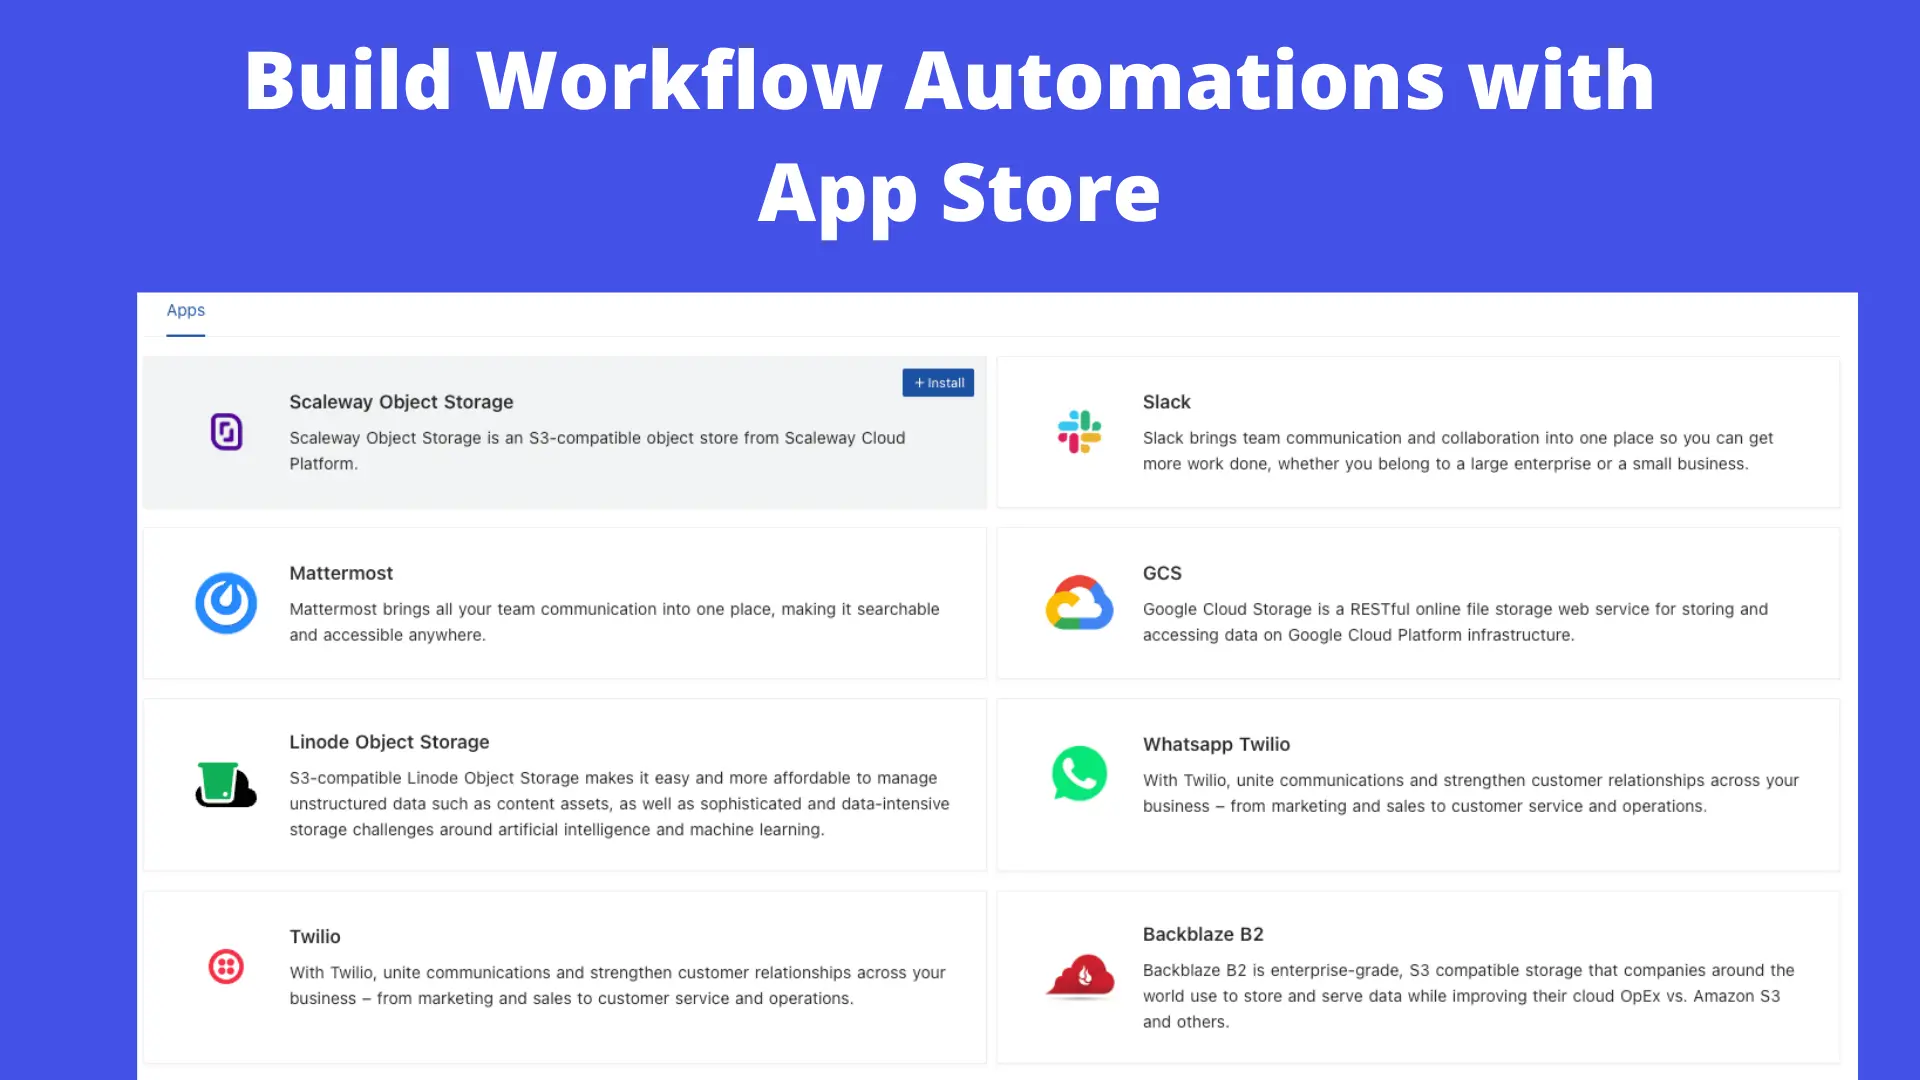 Build Workflow Automations with
App Store
Apps
+ Install
Scaleway Object Storage
Scaleway Object Storage is an S3-compatible object store from Scaleway Cloud
Platform.
Slack
Slack brings team communication and collaboration into one place so you can get
more work done, whether you belong to a large enterprise or a small business.
Mattermost
Mattermost brings all your team communication into one place, making it searchable
and accessible anywhere.
GCS
Google Cloud Storage is a RESTful online file storage web service for storing and
accessing data on Google Cloud Platform infrastructure.
Linode Object Storage
S3-compatible Linode Object Storage makes it easy and more affordable to manage
unstructured data such as content assets, as well as sophisticated and data-intensive
storage challenges around artificial intelligence and machine learning.
Whatsapp Twilio
With Twilio, unite communications and strengthen customer relationships across your
business – from marketing and sales to customer service and operations.
Twilio
With Twilio, unite communications and strengthen customer relationships across your
business – from marketing and sales to customer service and operations.
Backblaze B2
Backblaze B2 is enterprise-grade, S3 compatible storage that companies around the
world use to store and serve data while improving their cloud OpEx vs. Amazon S3
and others.